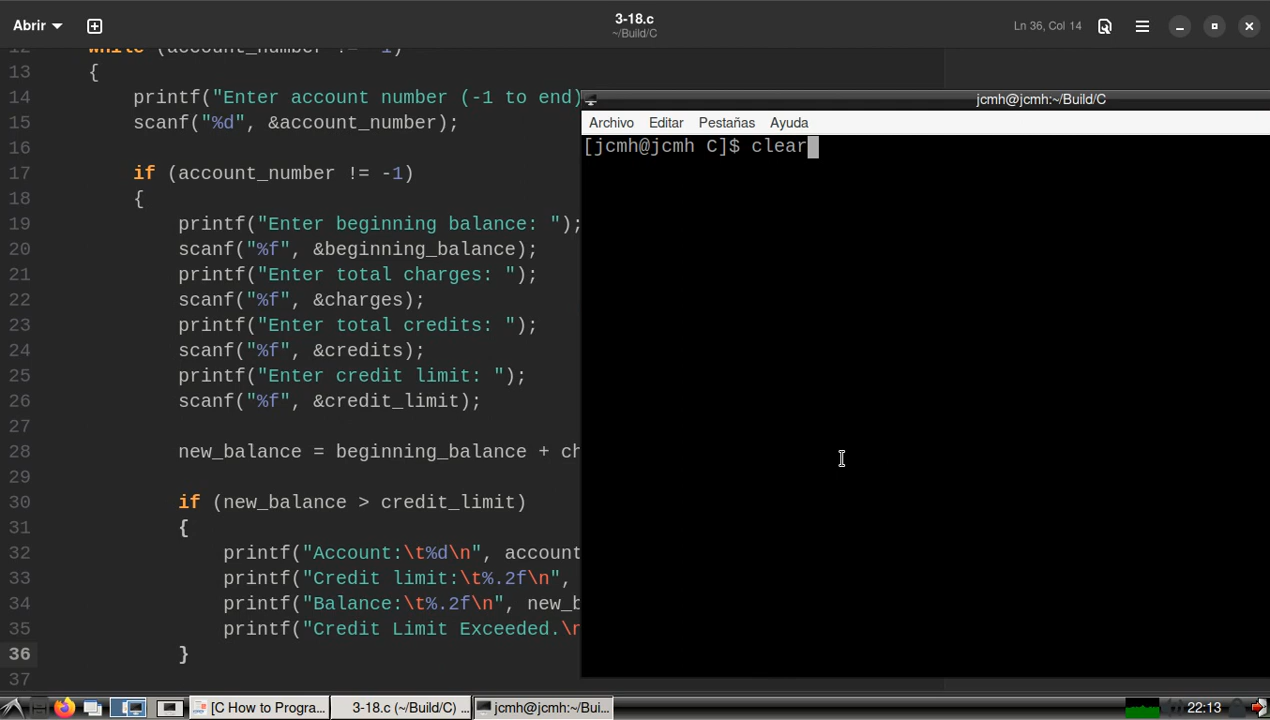 Abrir
3-18.c
~/Build/C
Ln 36, Col 14
12 while (account_number != -1)
13 {
14 printf("Enter account number (-1 to end)
15 scanf("%d", &account_number);
16
17 if (account_number != -1)
18 {
19 printf("Enter beginning balance: ");
20 scanf("%f", &beginning_balance);
21 printf("Enter total charges: ");
22 scanf("%f", &charges);
23 printf("Enter total credits: ");
24 scanf("%f", &credits);
25 printf("Enter credit limit: ");
26 scanf("%f", &credit_limit);
27
28 new_balance = beginning_balance + ch
29
30 if (new_balance > credit_limit)
31 {
32 printf("Account:\t%d\n", account
33 printf("Credit limit:\t%.2f\n",
34 printf("Balance:\t%.2f\n", new_b
35 printf("Credit Limit Exceeded.\n
36 }
37
jcmh@jcmh:~/Build/C
Archivo Editar Pestañas Ayuda
[jcmh@jcmh C]$ clear
[C How to Progra...
3-18.c (~/Build/C) ...
jcmh@jcmh:~/Bui...
22:13